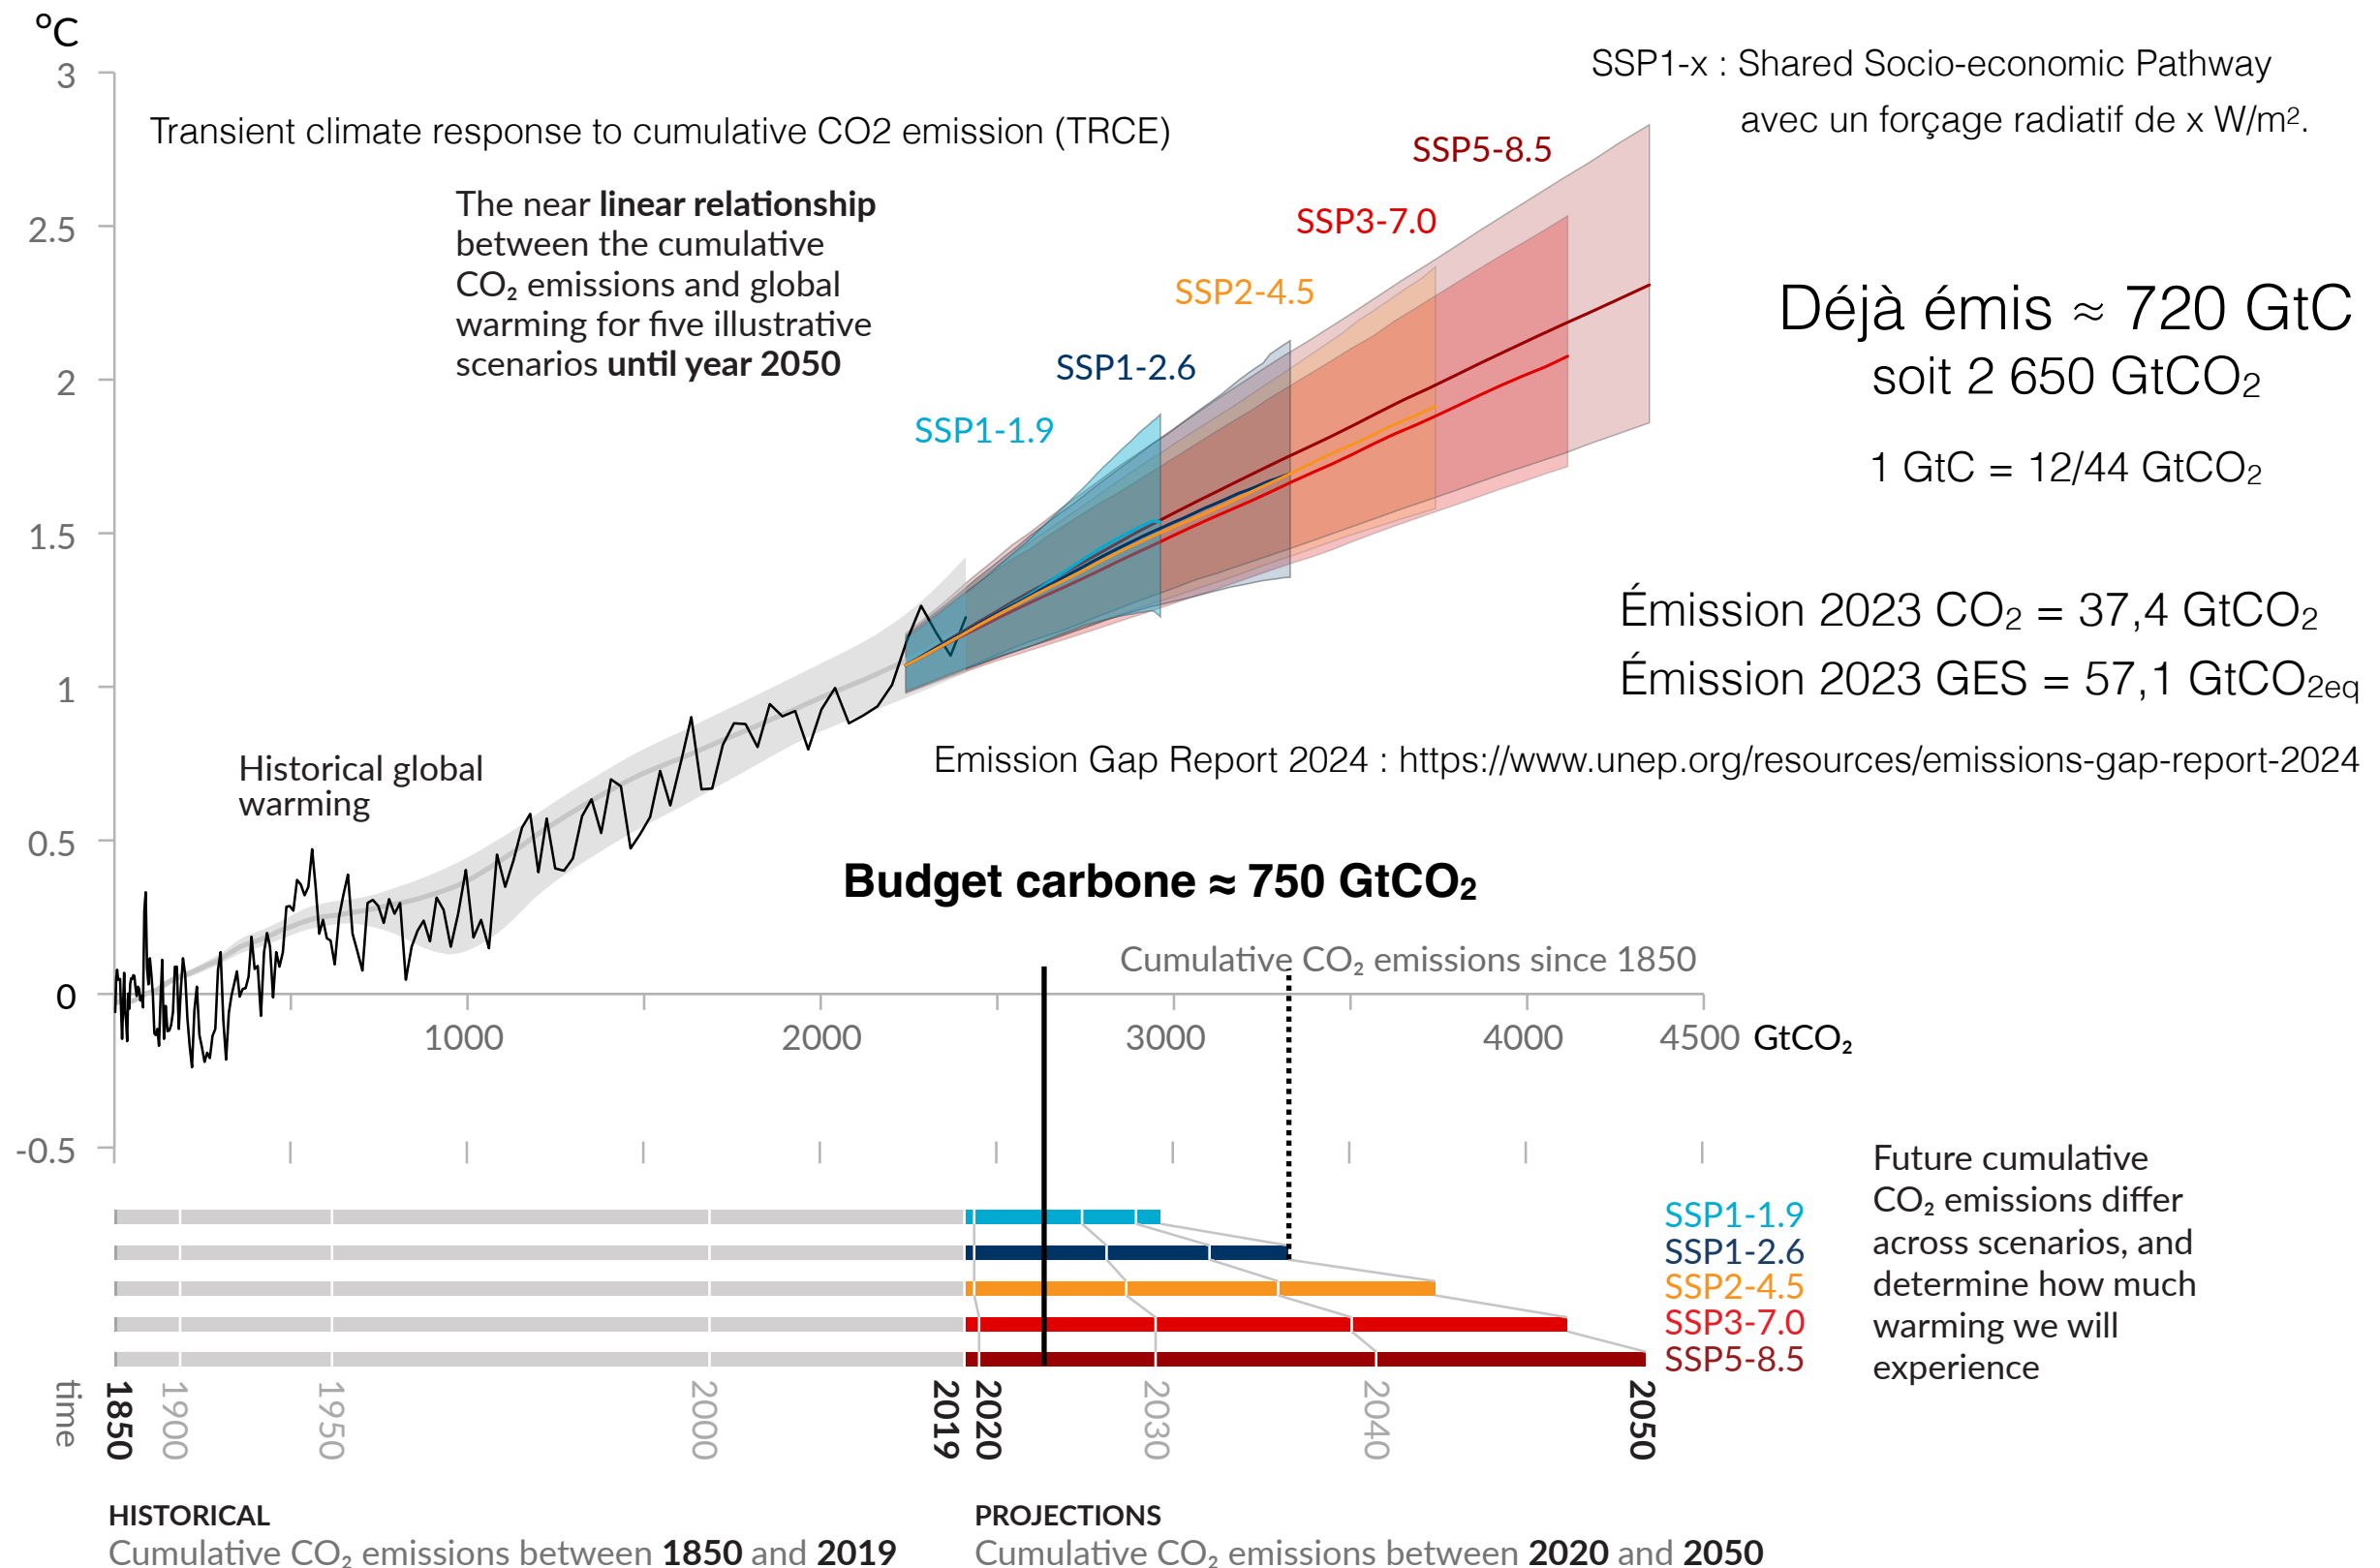 °C
3
2.5
2
1.5
1
0.5
0
-0.5
Transient climate response to cumulative CO2 emission (TRCE)
The near linear relationship
between the cumulative
CO₂ emissions and global
warming for five illustrative
scenarios until year 2050
SSP1-x : Shared Socio-economic Pathway
avec un forçage radiatif de x W/m².
SSP5-8.5
SSP3-7.0
SSP2-4.5
SSP1-2.6
SSP1-1.9
Déjà émis ≈ 720 GtC
soit 2 650 GtCO₂
1 GtC = 12/44 GtCO₂
Émission 2023 CO₂ = 37,4 GtCO₂
Émission 2023 GES = 57,1 GtCO₂eq
Emission Gap Report 2024 : https://www.unep.org/resources/emissions-gap-report-2024
Historical global
warming
Budget carbone ≈ 750 GtCO₂
Cumulative CO₂ emissions since 1850
1000 2000 3000 4000 4500 GtCO₂
SSP1-1.9
SSP1-2.6
SSP2-4.5
SSP3-7.0
SSP5-8.5
Future cumulative
CO₂ emissions differ
across scenarios, and
determine how much
warming we will
experience
time 1850 1900 1950 2000 2019 2020 2030 2040 2050
HISTORICAL
Cumulative CO₂ emissions between 1850 and 2019
PROJECTIONS
Cumulative CO₂ emissions between 2020 and 2050